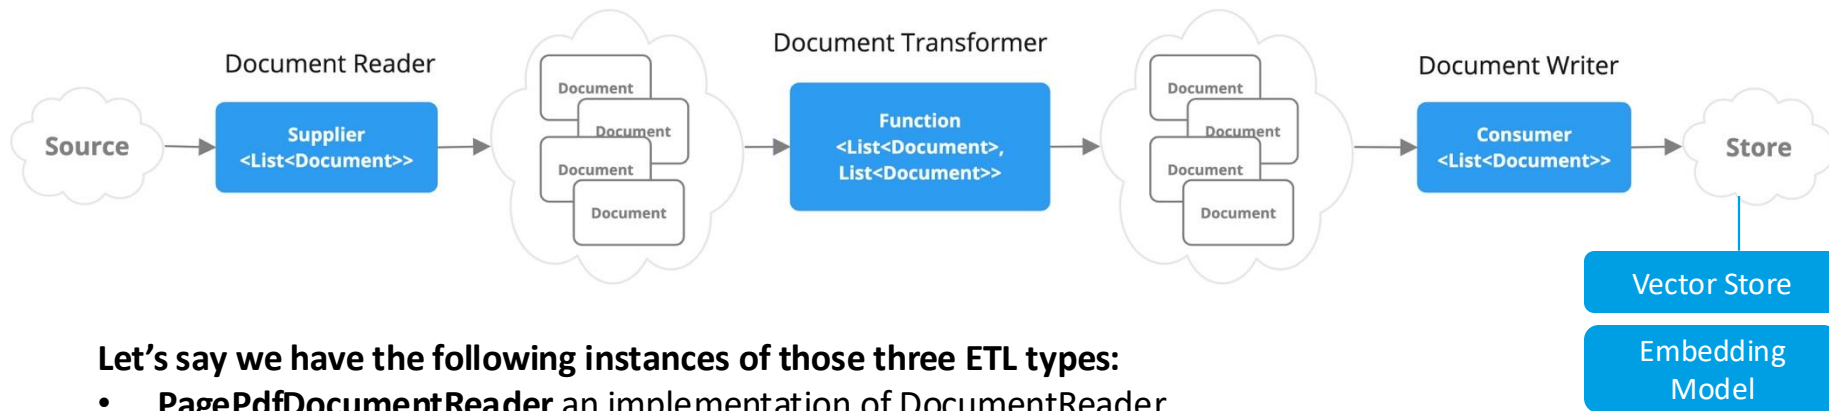 Document Reader
Document Transformer
Document Writer
Source
Supplier
<List<Document>>
Document
Document
Document
Document
Function
<List<Document>,
List<Document>>
Document
Document
Document
Document
Consumer
<List<Document>>
Store
Vector Store
Embedding
Model
Let’s say we have the following instances of those three ETL types:
• PagePdfDocumentReader an implementation of DocumentReader